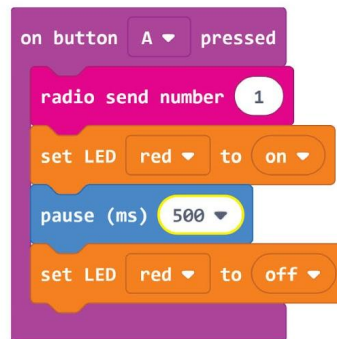 on button A pressed
radio send number 1
set LED red to on
pause (ms) 500
set LED red to off